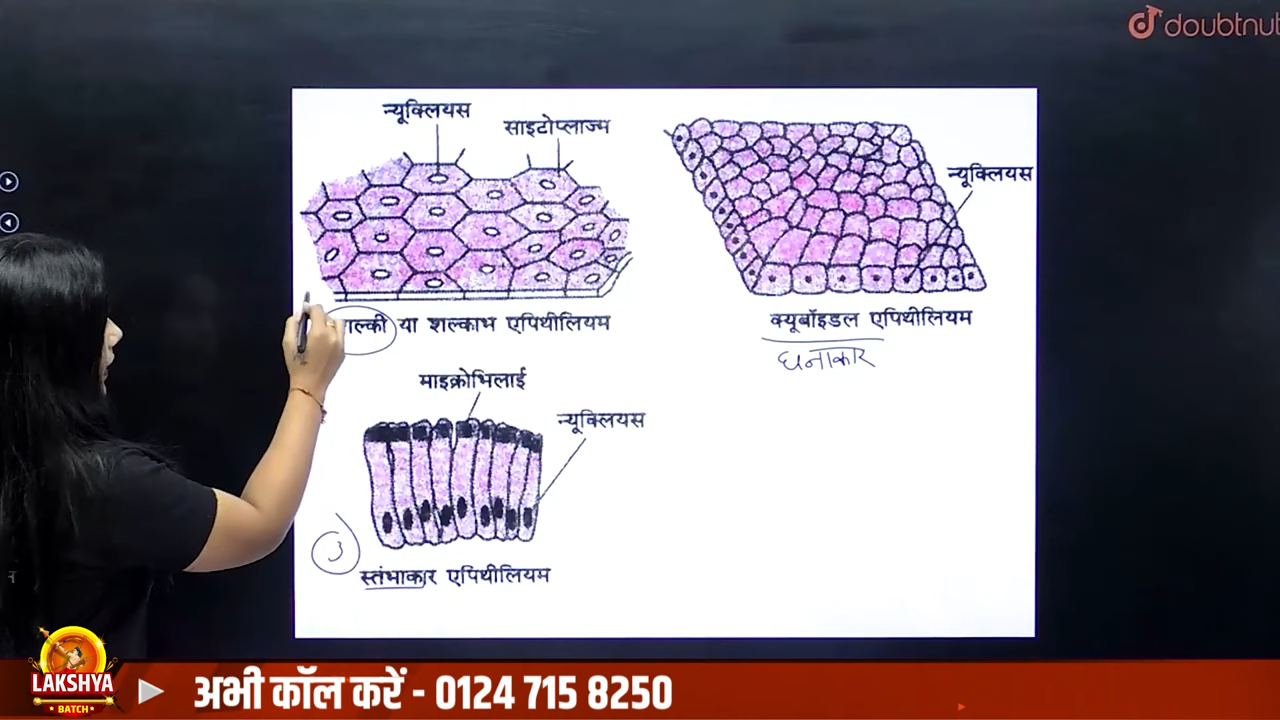 doubtnut
न्यूक्लियस
साइटोप्लाज्म
न्यूक्लियस
या शल्काभ एपिथीलियम
क्यूबॉइडल एपिथीलियम
घनाकार
माइक्रोभिलाई
न्यूक्लियस
3
स्तंभाकार एपिथीलियम
LAKSHYA
BATCH
अभी कॉल करें - 0124 715 8250